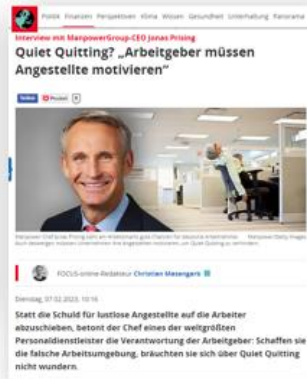 Politik Finanzen Perspektiven Klima Wissen Gesundheit Unterhaltung Panorama
Interview mit ManpowerGroup-CEO Jonas Prising
Quiet Quitting? „Arbeitgeber müssen
Angestellte motivieren“
Teilen Pocket
FOCUS-online-Redakteur Christian Masengarb
Dienstag, 07.02.2023, 10:16
Statt die Schuld für lustlose Angestellte auf die Arbeiter
abzuschieben, betont der Chef eines der weltgrößten
Personaldienstleister die Verantwortung der Arbeitgeber: Schaffen sie
die falsche Arbeitsumgebung, bräuchten sie sich über Quiet Quitting
nicht wundern.